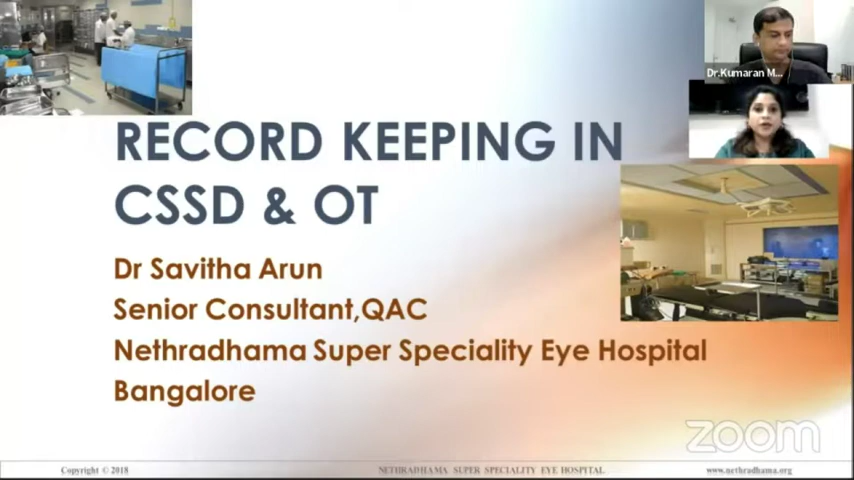 Dr.Kumaran M...
RECORD KEEPING IN
CSSD & OT
Dr Savitha Arun
Senior Consultant,QAC
Nethradhama Super Speciality Eye Hospital
Bangalore
zoom
Copyright © 2018
NETHRADHAMA SUPER SPECIALITY EYE HOSPITAL
www.nethradhama.org